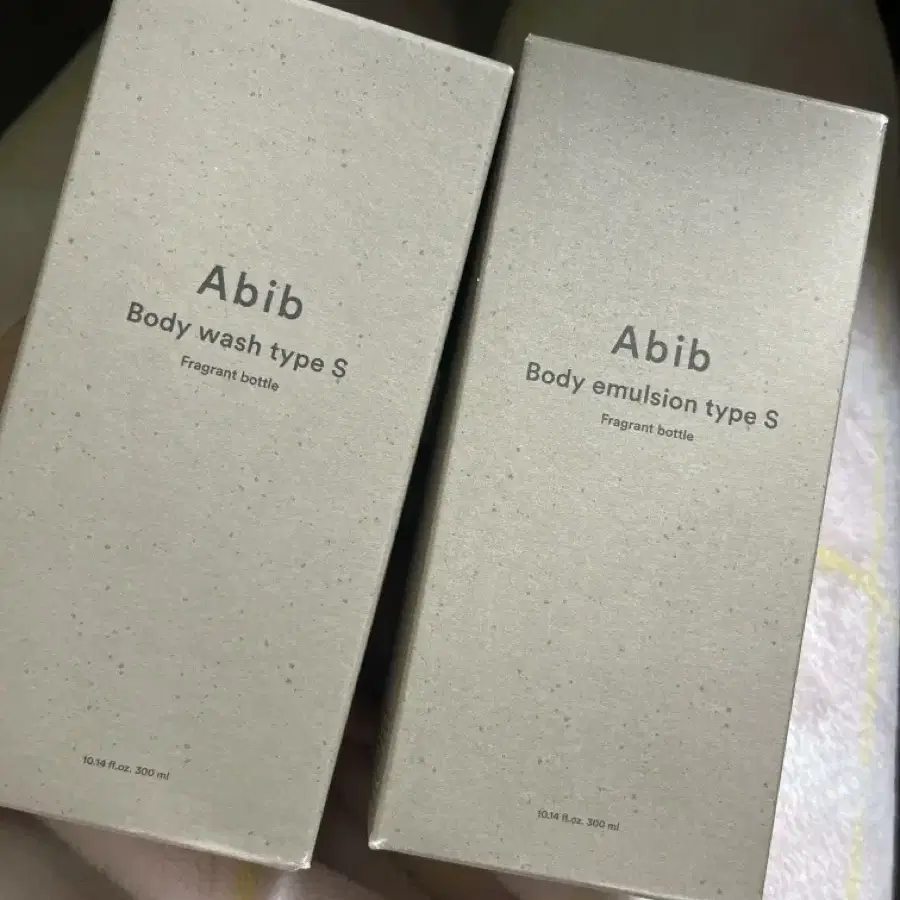 Abib
Body wash type S
Fragrant bottle
10.14 fl.oz. 300 ml
Abib
Body emulsion type S
Fragrant bottle
10.14 fl.oz. 300 ml